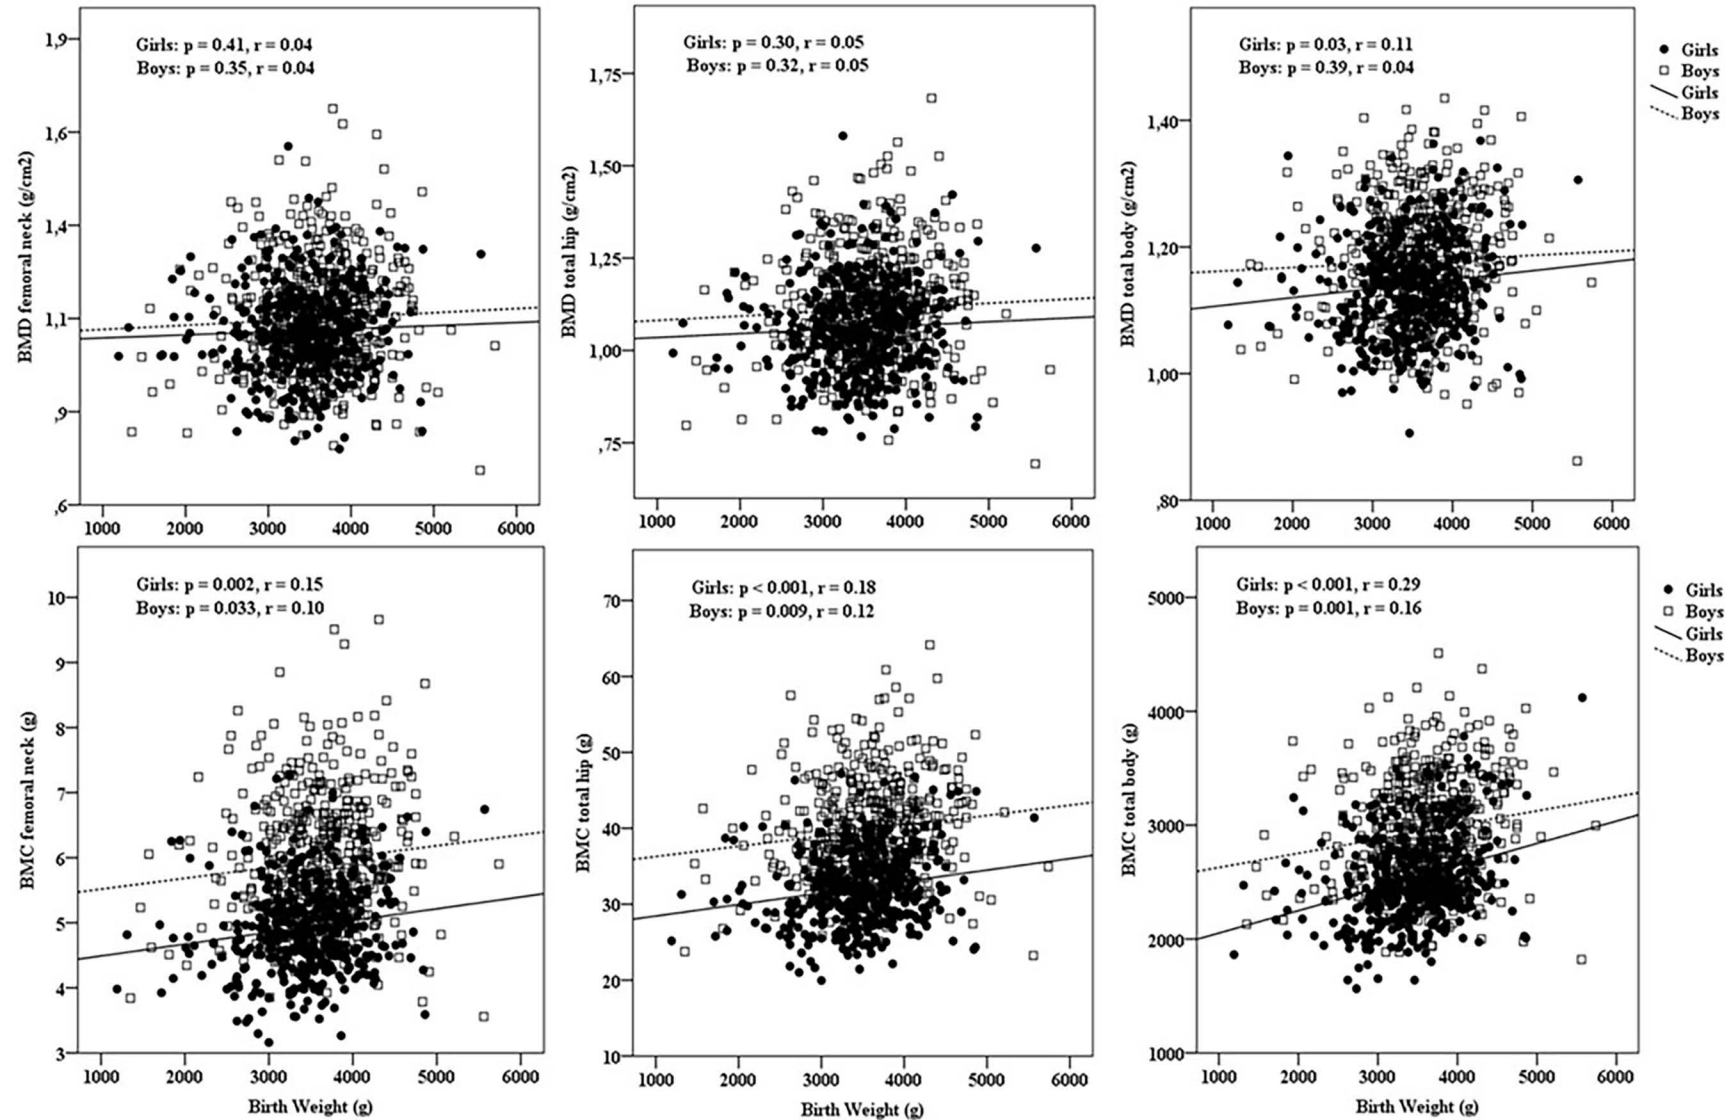 Girls: p = 0.41, r = 0.04
Boys: p = 0.35, r = 0.04
BMD femoral neck (g/cm2)
1,9
1,6
1,4
1,1
,9
,6
1000 2000 3000 4000 5000 6000
Girls: p = 0.30, r = 0.05
Boys: p = 0.32, r = 0.05
BMD total hip (g/cm2)
1,75
1,50
1,25
1,00
,75
1000 2000 3000 4000 5000 6000
Girls: p = 0.03, r = 0.11
Boys: p = 0.39, r = 0.04
BMD total body (g/cm2)
1,40
1,20
1,00
,80
1000 2000 3000 4000 5000 6000
Girls
Boys
Girls
Boys
Girls: p = 0.002, r = 0.15
Boys: p = 0.033, r = 0.10
BMC femoral neck (g)
10
9
8
7
6
5
4
3
1000 2000 3000 4000 5000 6000
Birth Weight (g)
Girls: p < 0.001, r = 0.18
Boys: p = 0.009, r = 0.12
BMC total hip (g)
70
60
50
40
30
20
10
1000 2000 3000 4000 5000 6000
Birth Weight (g)
Girls: p < 0.001, r = 0.29
Boys: p = 0.001, r = 0.16
BMC total body (g)
5000
4000
3000
2000
1000
1000 2000 3000 4000 5000 6000
Birth Weight (g)
Girls
Boys
Girls
Boys